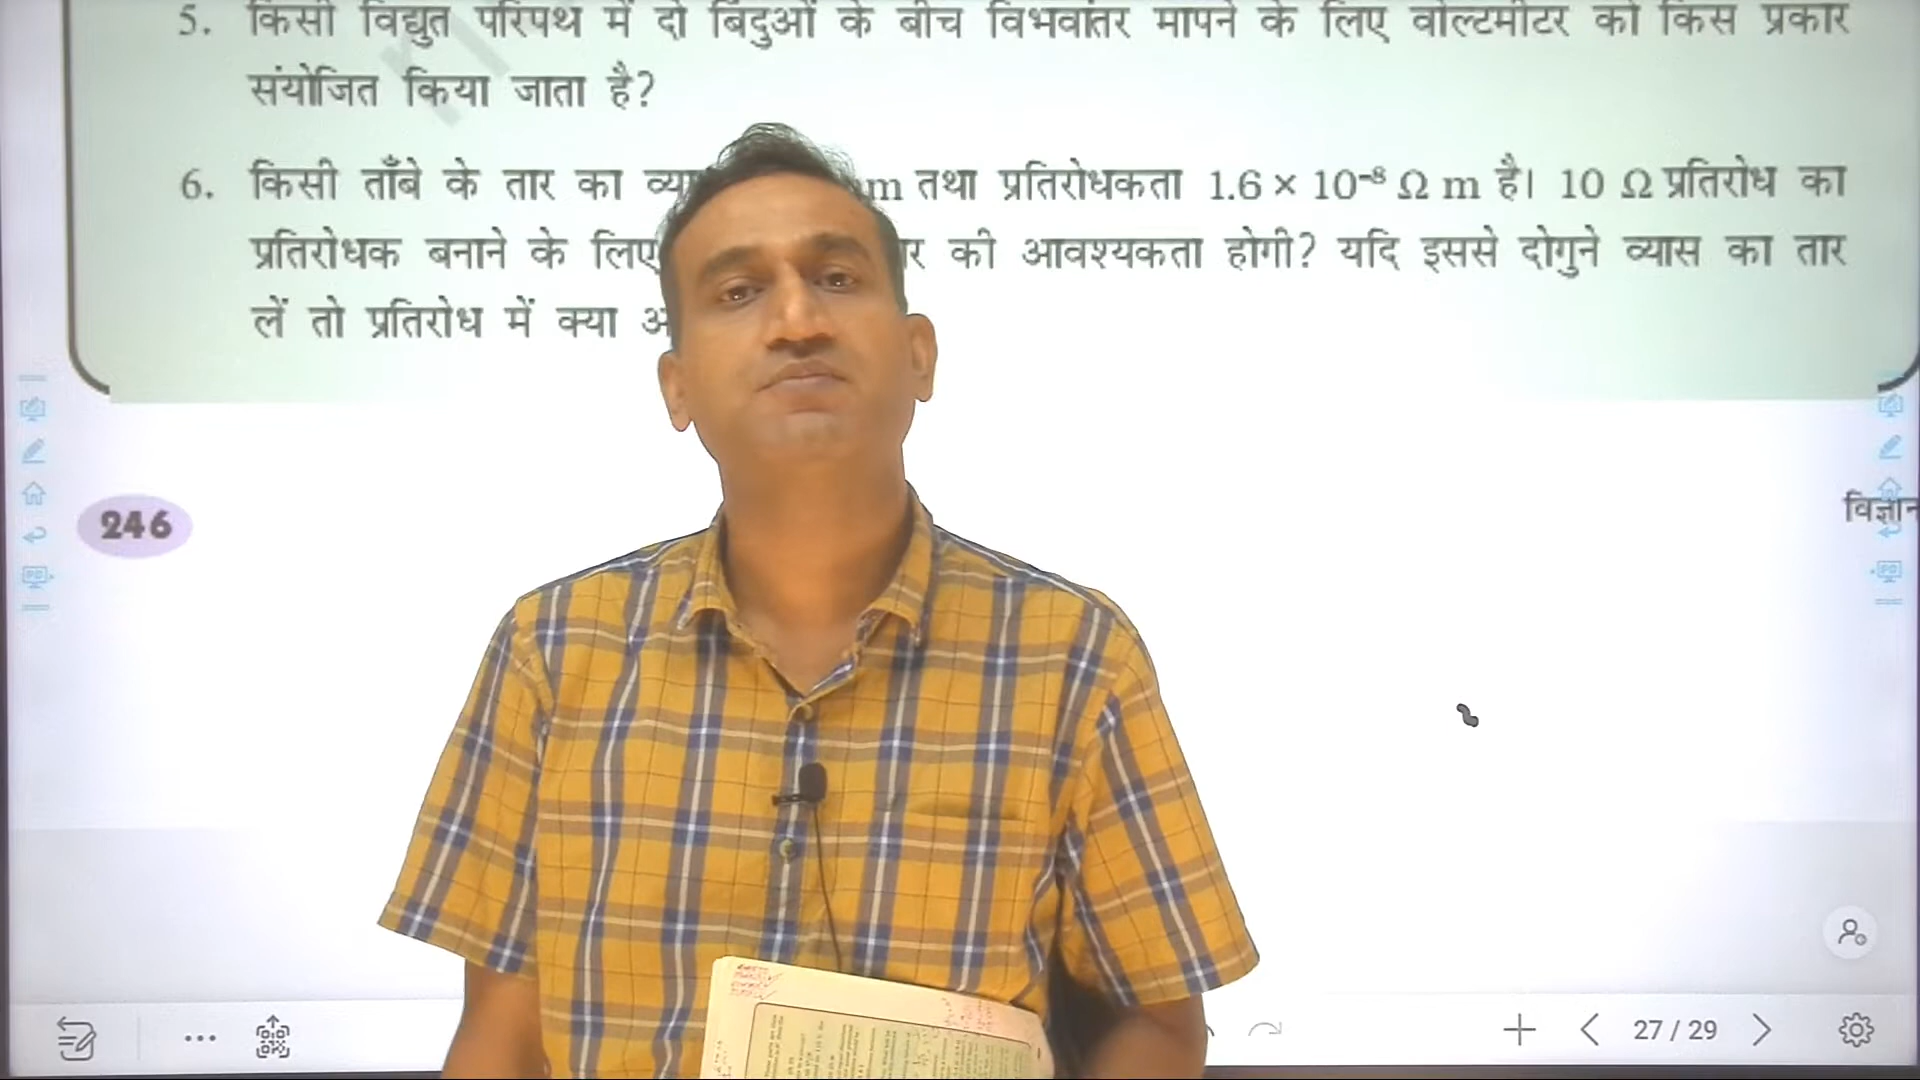 5. किसी विद्युत परिपथ में दो बिंदुओं के बीच विभवांतर मापने के लिए वोल्टमीटर को किस प्रकार
संयोजित किया जाता है?
6. किसी ताँबे के तार का m तथा प्रतिरोधकता 1.6 × 10⁻⁸ Ω m है। 10 Ω प्रतिरोध का
प्रतिरोधक बनाने के लिए की आवश्यकता होगी? यदि इससे दोगुने व्यास का तार
लें तो प्रतिरोध में क्या
246
विज्ञान
27 / 29